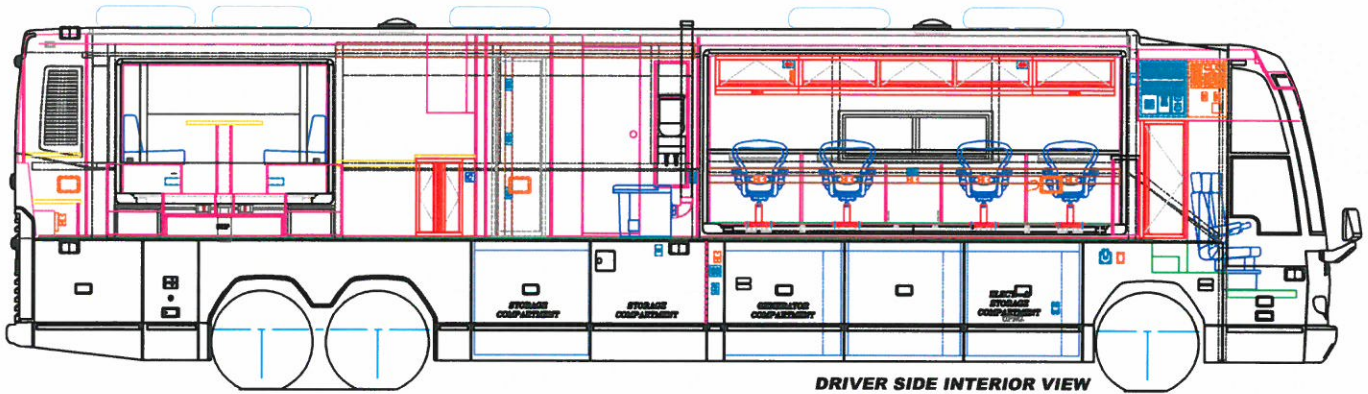 STORAGE
COMPARTMENT
STORAGE
COMPARTMENT
GENERATOR
COMPARTMENT
STORAGE
COMPARTMENT
DRIVER SIDE INTERIOR VIEW